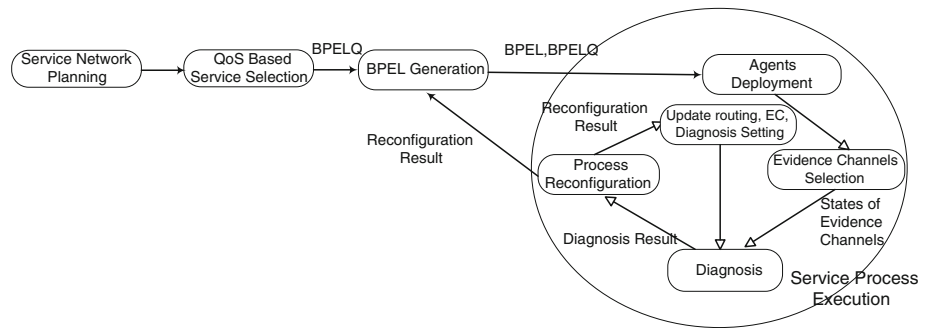 Service Network
Planning
QoS Based
Service Selection
BPELQ
BPEL Generation
BPEL,BPELQ
Agents
Deployment
Reconfiguration
Result
Update routing, EC,
Diagnosis Setting
Reconfiguration
Result
Process
Reconfiguration
Evidence Channels
Selection
States of
Evidence
Channels
Diagnosis Result
Diagnosis
Service Process
Execution